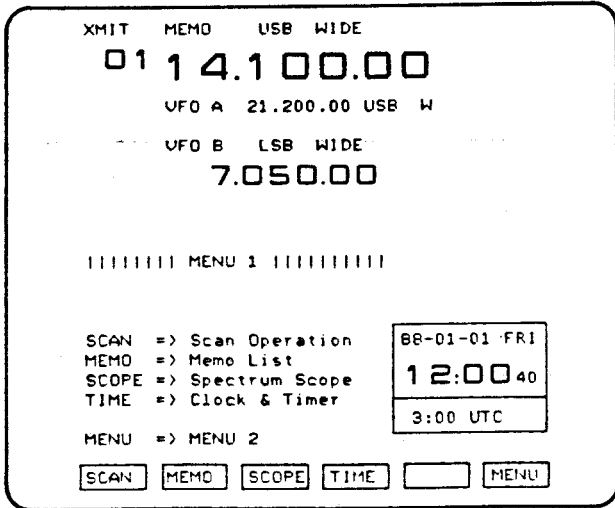 XMIT MEMO USB WIDE
01 14.100.00
VFO A 21.200.00 USB W
VFO B LSB WIDE
7.050.00
|||||||| MENU 1 ||||||||||
SCAN => Scan Operation
MEMO => Memo List
SCOPE => Spectrum Scope
TIME => Clock & Timer
MENU => MENU 2
88-01-01 FRI
12:00 40
3:00 UTC
SCAN MEMO SCOPE TIME MENU